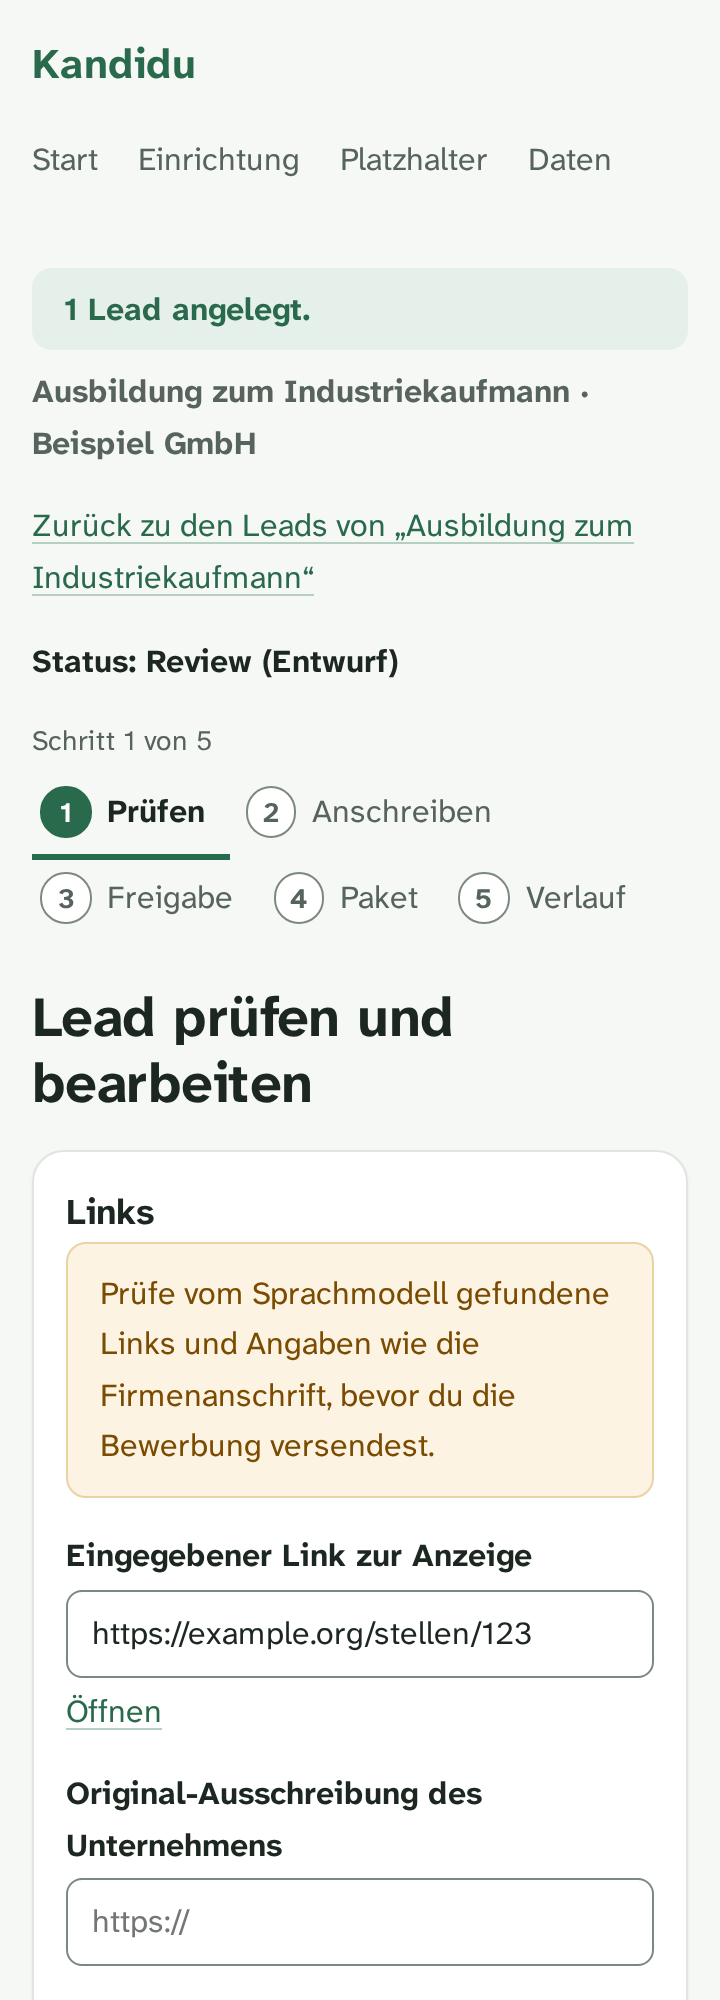 Kandidu
Start Einrichtung Platzhalter Daten
1 Lead angelegt.
Ausbildung zum Industriekaufmann ·
Beispiel GmbH
Zurück zu den Leads von „Ausbildung zum
Industriekaufmann“
Status: Review (Entwurf)
Schritt 1 von 5
1 Prüfen 2 Anschreiben
3 Freigabe 4 Paket 5 Verlauf
Lead prüfen und
bearbeiten
Links
Prüfe vom Sprachmodell gefundene
Links und Angaben wie die
Firmenanschrift, bevor du die
Bewerbung versendest.
Eingegebener Link zur Anzeige
https://example.org/stellen/123
Öffnen
Original-Ausschreibung des
Unternehmens
https://